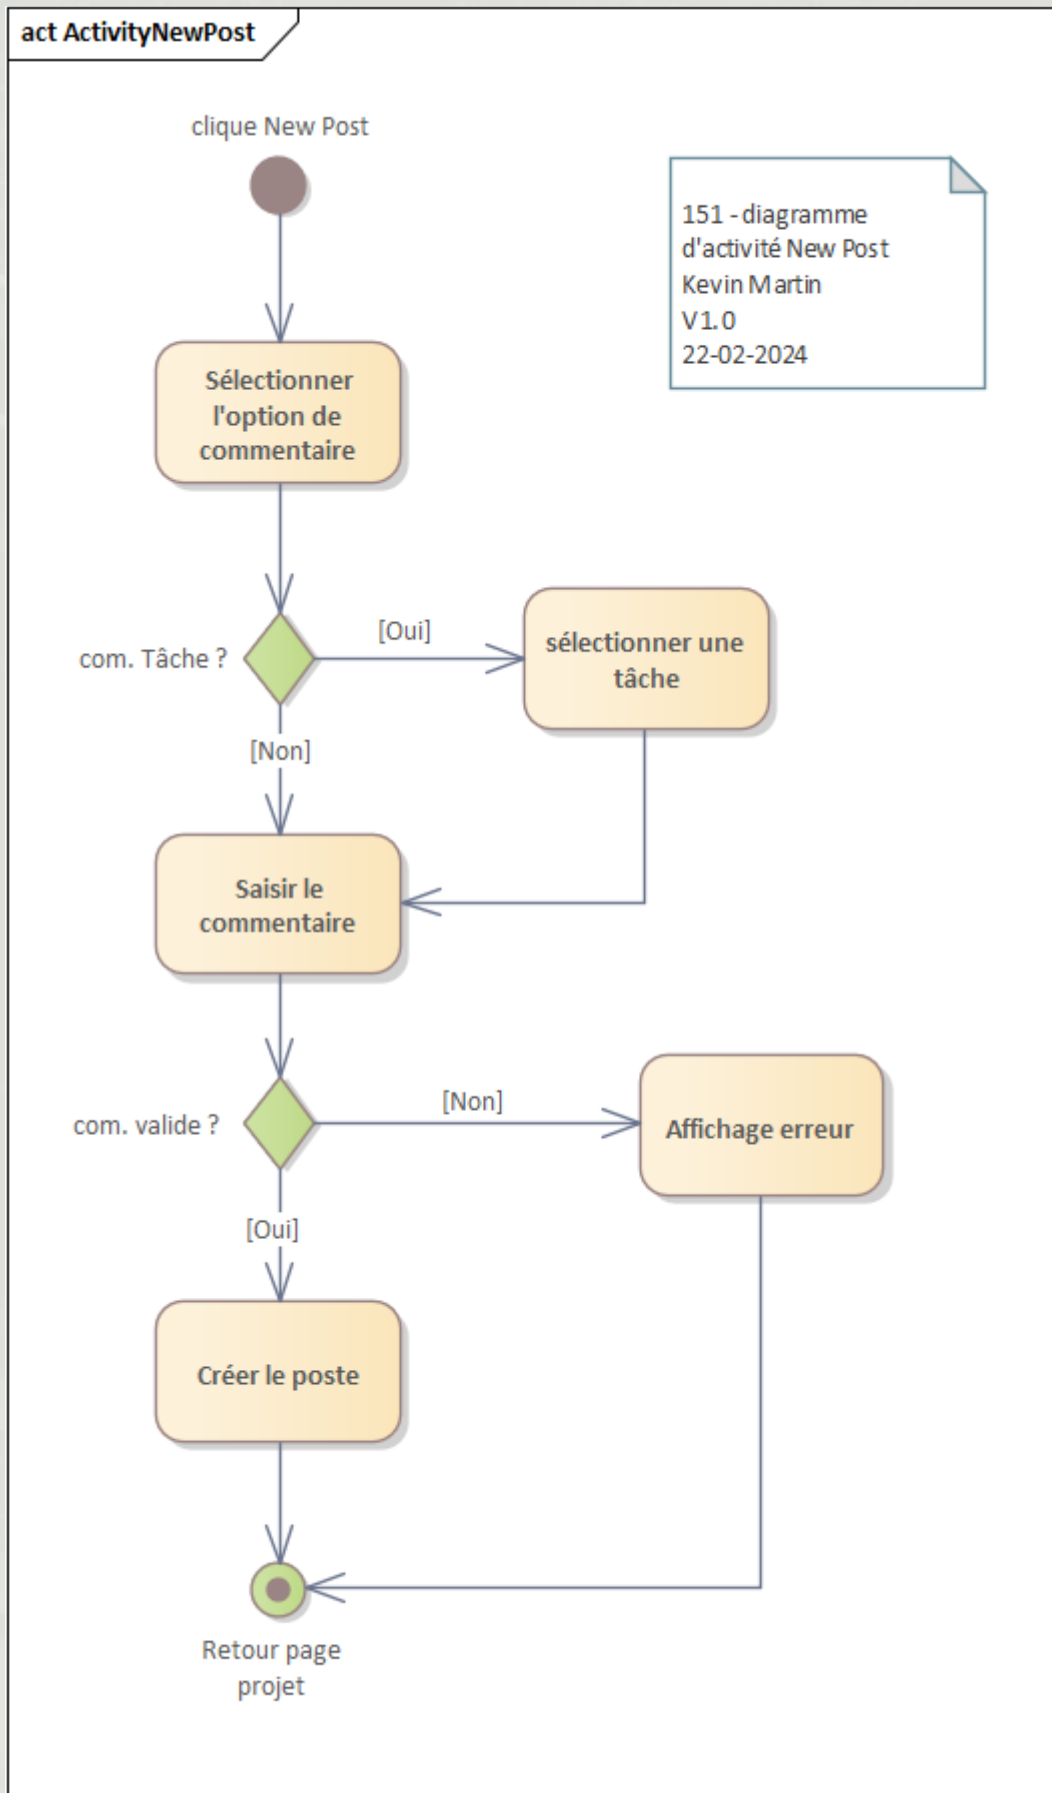 act ActivityNewPost
clique New Post
151 - diagramme
d'activité New Post
Kevin Martin
V1.0
22-02-2024
Sélectionner
l'option de
commentaire
com. Tâche ?
[Oui]
sélectionner une
tâche
[Non]
Saisir le
commentaire
com. valide ?
[Non]
Affichage erreur
[Oui]
Créer le poste
Retour page
projet